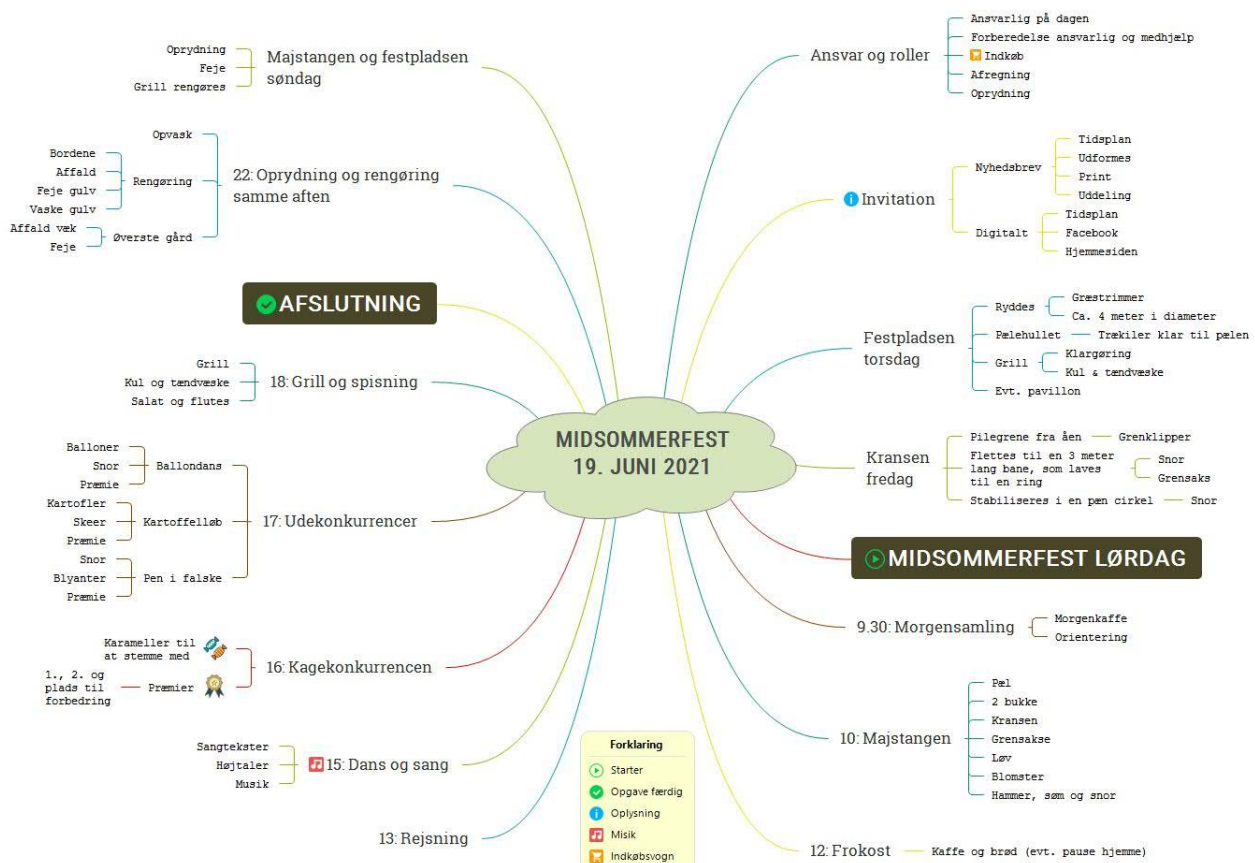 MIDSOMMERFEST
19. JUNI 2021
Ansvar og roller
Ansvarlig på dagen
Forberedelse ansvarlig og medhjælp
Indkøb
Afregning
Oprydning
Invitation
Nyhedsbrev
Tidsplan
Udformes
Print
Uddeling
Digitalt
Tidsplan
Facebook
Hjemmesiden
Festpladsen
torsdag
Ryddes
Græstrimmer
Ca. 4 meter i diameter
Pælehullet
Trækiler klar til pælen
Grill
Klargøring
Kul & tændvæske
Evt. pavillon
Kransen
fredag
Pilegrene fra åen
Grenklipper
Flettes til en 3 meter
lang bane, som laves
til en ring
Snor
Grensaks
Stabiliseres i en pæn cirkel
Snor
MIDSOMMERFEST LØRDAG
9.30: Morgensamling
Morgenkaffe
Orientering
10: Majstangen
Pæl
2 bukke
Kransen
Grensakse
Løv
Blomster
Hammer, søm og snor
12: Frokost
Kaffe og brød (evt. pause hjemme)
13: Rejsning
15: Dans og sang
Sangtekster
Højtaler
Musik
16: Kagekonkurrencen
Karameller til
at stemme med
Præmier
1., 2. og
plads til
forbedring
17: Udekonkurrencer
Ballondans
Balloner
Snor
Præmie
Kartoffelløb
Kartofler
Skeer
Præmie
Pen i falske
Snor
Blyanter
Præmie
18: Grill og spisning
Grill
Kul og tændvæske
Salat og flutes
AFSLUTNING
22: Oprydning og rengøring
samme aften
Opvask
Rengøring
Bordene
Affald
Feje gulv
Vaske gulv
Øverste gård
Affald væk
Feje
Majstangen og festpladsen
søndag
Oprydning
Feje
Grill rengøres
Forklaring
Starter
Opgave færdig
Oplysning
Misik
Indkøbsvogn